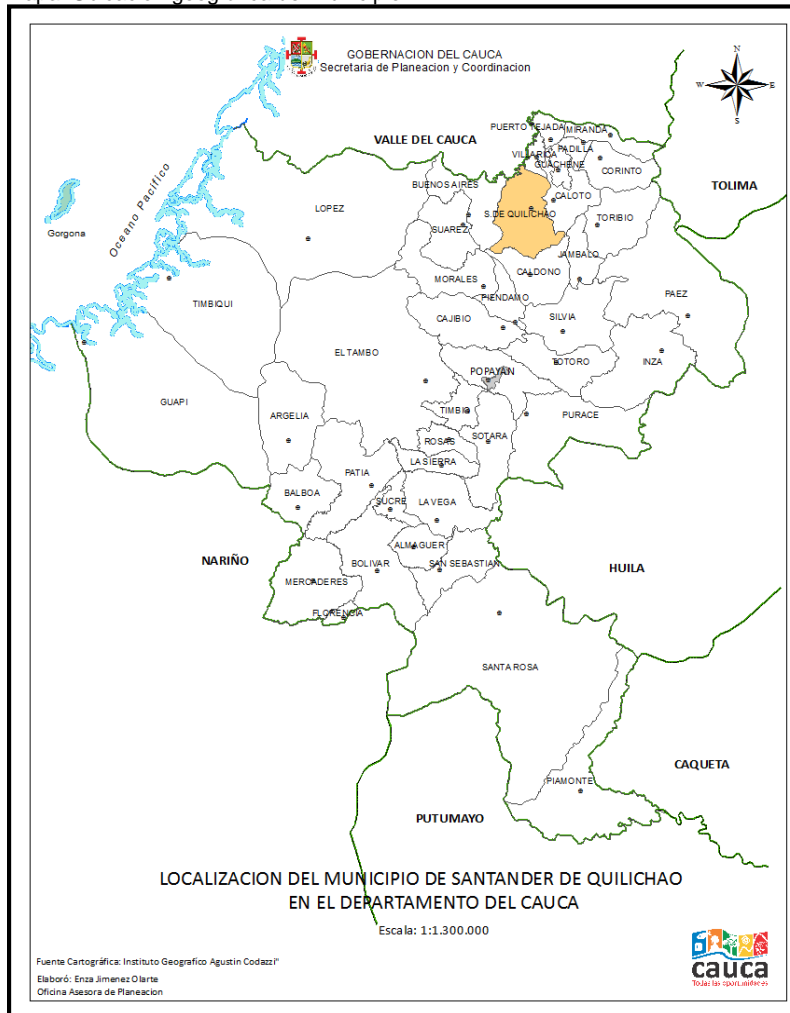 GOBERNACION DEL CAUCA
Secretaria de Planeacion y Coordinacion
N
W
E
S
VALLE DEL CAUCA
PUERTO TEJADA
MIRANDA
PADILLA
VILLARICA
GUACHENE
CORINTO
TOLIMA
Oceano Pacífico
Gorgona
LOPEZ
BUENOS AIRES
SUAREZ
S.DE QUILICHAO
CALOTO
TORIBIO
JAMBALO
MORALES
CALDONO
PIENDAMO
PAEZ
TIMBIQUI
CAJIBIO
SILVIA
EL TAMBO
TOTORO
INZA
POPAYAN
GUAPI
ARGELIA
TIMBIO
PURACE
ROSAS
SOTARA
LA SIERRA
PATIA
BALBOA
SUCRE
LA VEGA
ALMAGUER
NARIÑO
BOLIVAR
SAN SEBASTIAN
HUILA
MERCADERES
FLORENCIA
SANTA ROSA
CAQUETA
PIAMONTE
PUTUMAYO
LOCALIZACION DEL MUNICIPIO DE SANTANDER DE QUILICHAO
EN EL DEPARTAMENTO DEL CAUCA
Escala: 1:1.300.000
Fuente Cartográfica: Instituto Geografico Agustin Codazzi"
Elaboró: Enza Jimenez Olarte
Oficina Asesora de Planeacion
cauca
Todas las oportunidades